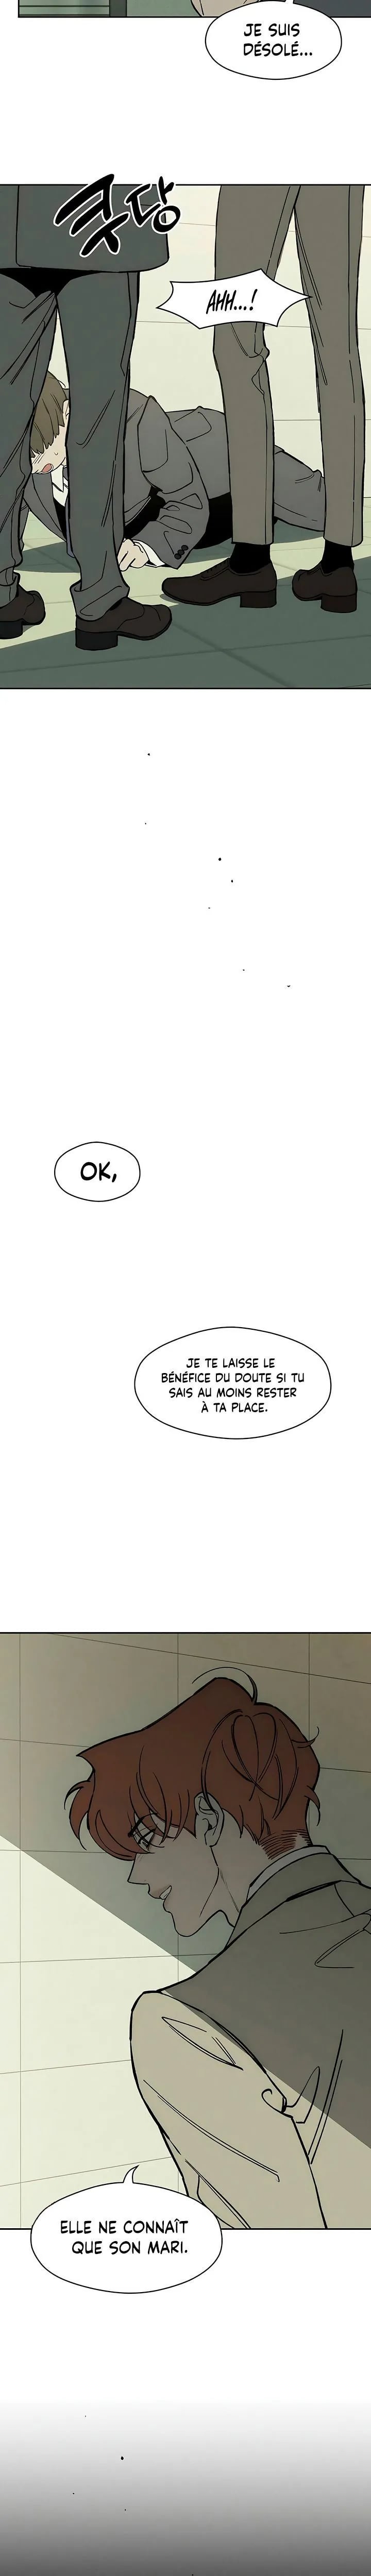 JE SUIS
DÉSOLÉ...
쿠당
AHH...!
OK,
JE TE LAISSE LE
BÉNÉFICE DU DOUTE SI TU
SAIS AU MOINS RESTER
À TA PLACE.
ELLE NE CONNAÎT
QUE SON MARI.